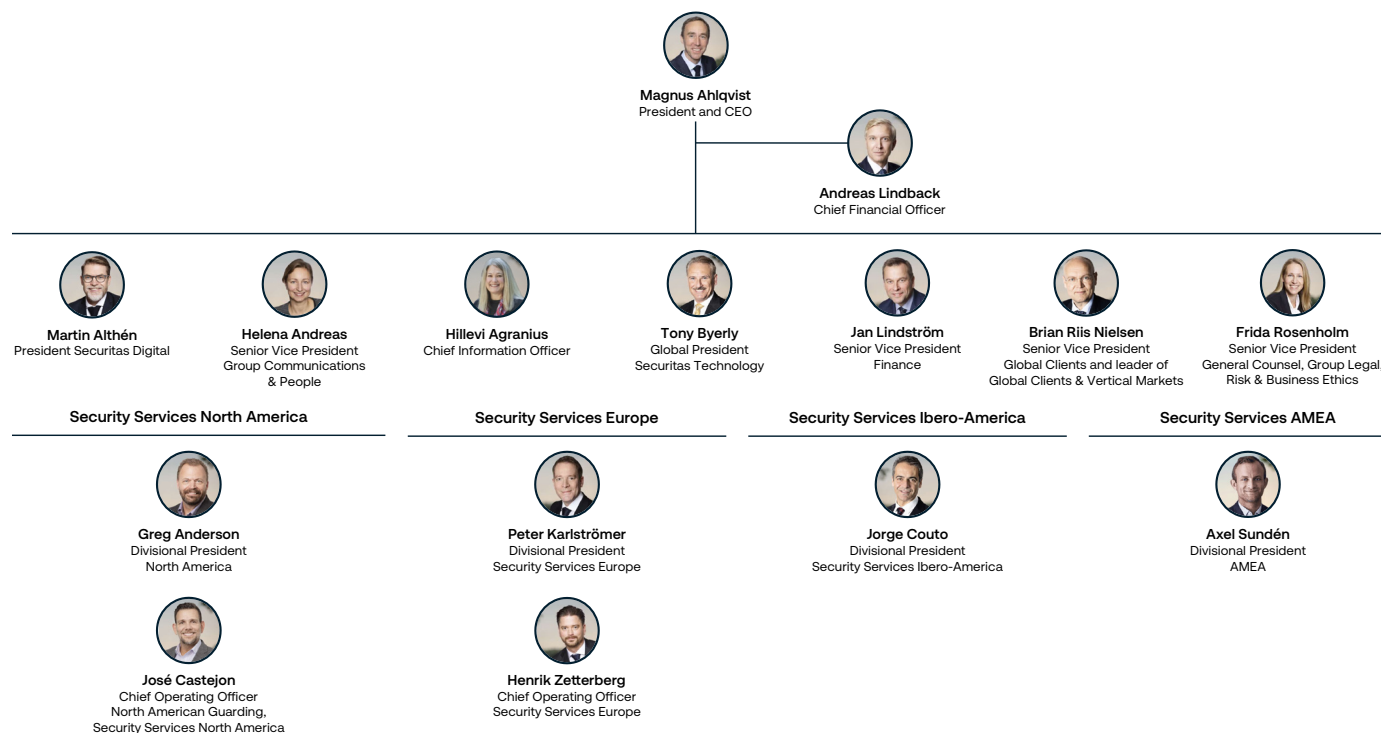 Magnus Ahlqvist
President and CEO
Andreas Lindback
Chief Financial Officer
Martin Althén
President Securitas Digital
Helena Andreas
Senior Vice President
Group Communications
& People
Hillevi Agranius
Chief Information Officer
Tony Byerly
Global President
Securitas Technology
Jan Lindström
Senior Vice President
Finance
Brian Riis Nielsen
Senior Vice President
Global Clients and leader of
Global Clients & Vertical Markets
Frida Rosenholm
Senior Vice President
General Counsel, Group Legal,
Risk & Business Ethics
Security Services North America
Greg Anderson
Divisional President
North America
José Castejon
Chief Operating Officer
North American Guarding,
Security Services North America
Security Services Europe
Peter Karlströmer
Divisional President
Security Services Europe
Henrik Zetterberg
Chief Operating Officer
Security Services Europe
Security Services Ibero-America
Jorge Couto
Divisional President
Security Services Ibero-America
Security Services AMEA
Axel Sundén
Divisional President
AMEA